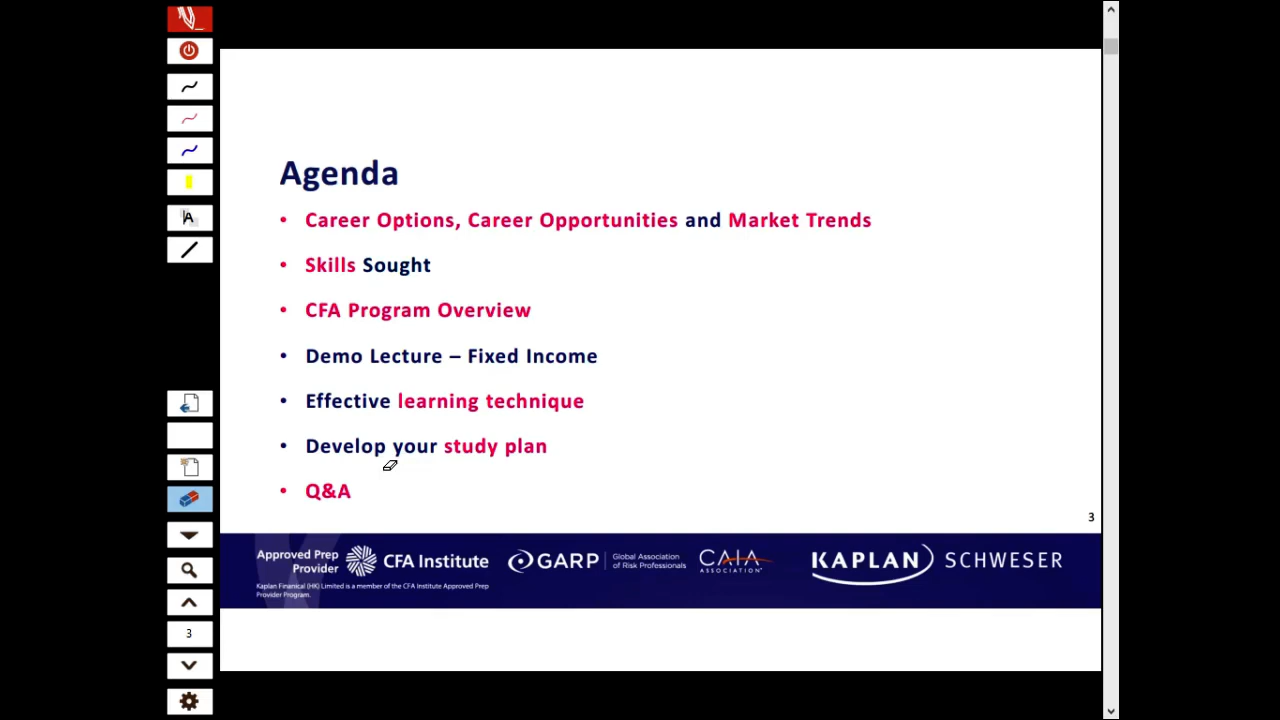 Agenda
• Career Options, Career Opportunities and Market Trends
• Skills Sought
• CFA Program Overview
• Demo Lecture – Fixed Income
• Effective learning technique
• Develop your study plan
• Q&A
3
Approved Prep Provider CFA Institute
Kaplan Finanical (HK) Limited is a member of the CFA Institute Approved Prep
Provider Program.
GARP Global Association
of Risk Professionals
CAIA
ASSOCIATION
KAPLAN SCHWESER
A
3